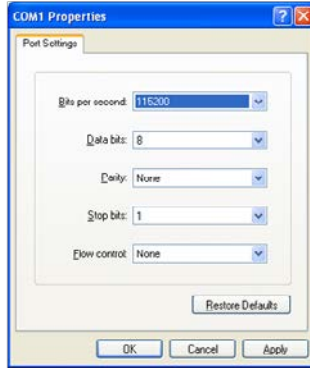 COM1 Properties
Port Settings
Bits per second: 115200
Data bits: 8
Parity: None
Stop bits: 1
Flow control: None
Restore Defaults
OK Cancel Apply